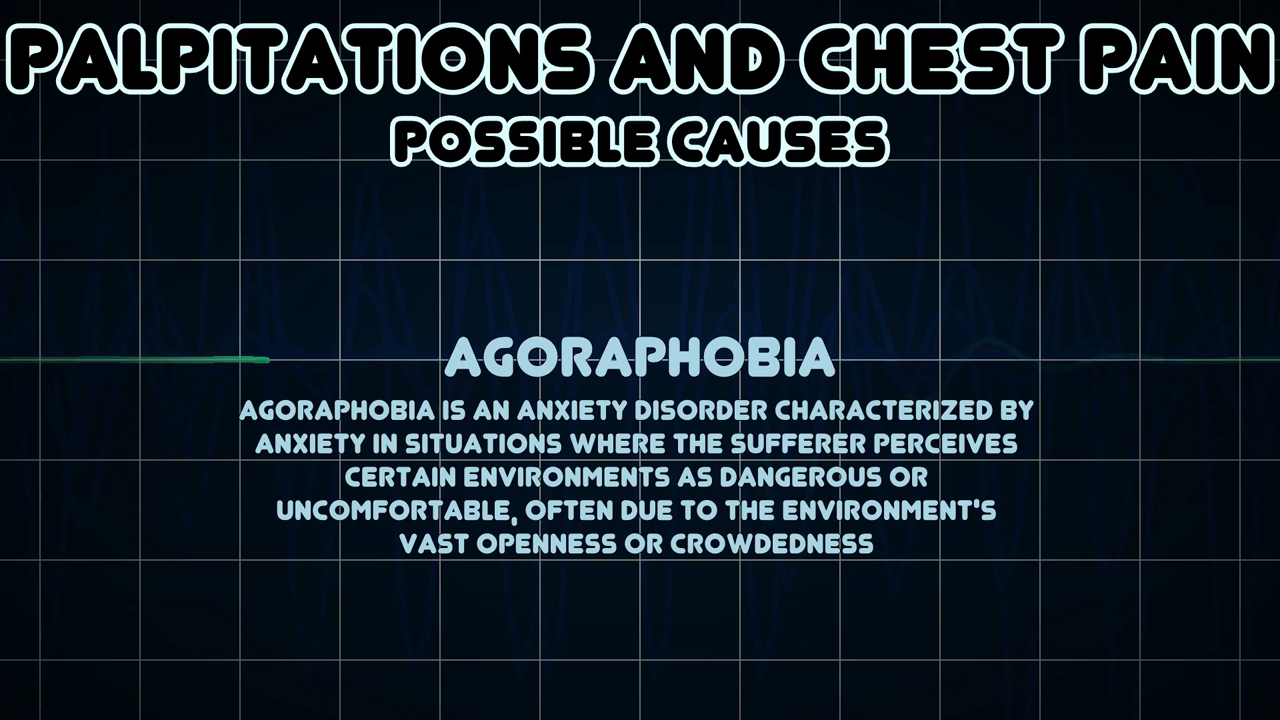 PALPITATIONS AND CHEST PAIN
POSSIBLE CAUSES
AGORAPHOBIA
AGORAPHOBIA IS AN ANXIETY DISORDER CHARACTERIZED BY
ANXIETY IN SITUATIONS WHERE THE SUFFERER PERCEIVES
CERTAIN ENVIRONMENTS AS DANGEROUS OR
UNCOMFORTABLE, OFTEN DUE TO THE ENVIRONMENT'S
VAST OPENNESS OR CROWDEDNESS